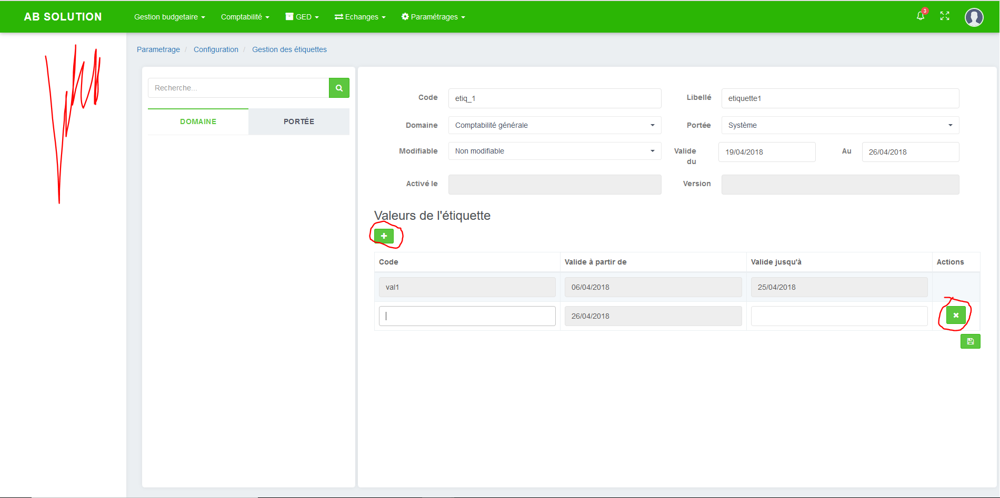 AB SOLUTION
Gestion budgetaire
Comptabilité
GED
Echanges
Paramétrages
3
Parametrage / Configuration / Gestion des étiquettes
Recherche...
DOMAINE
PORTÉE
Code
etiq_1
Libellé
etiquette1
Domaine
Comptabilité générale
Portée
Système
Modifiable
Non modifiable
Valide du
19/04/2018
Au
26/04/2018
Activé le
Version
Valeurs de l'étiquette
Code
Valide à partir de
Valide jusqu'à
Actions
val1
06/04/2018
25/04/2018
26/04/2018